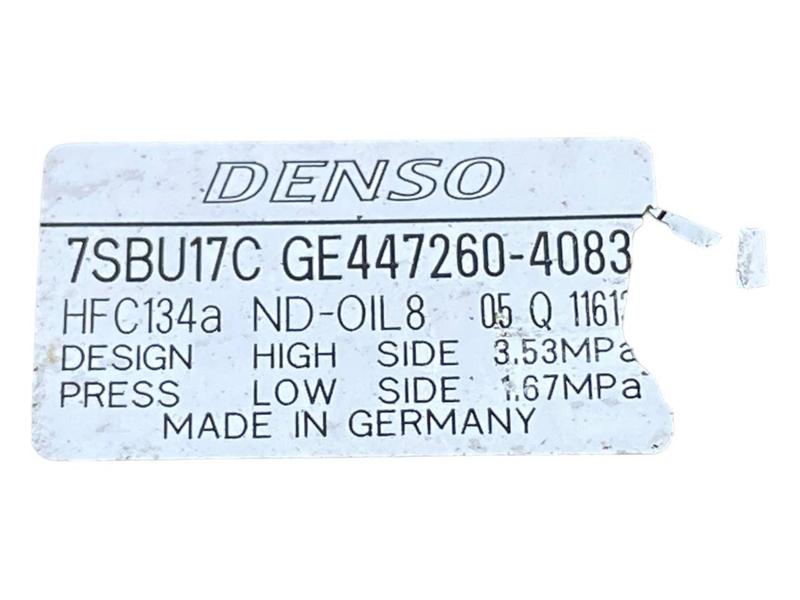 DENSO
7SBU17C GE447260-4083
HFC134a ND-OIL8 05 Q
DESIGN HIGH SIDE 3.53MPa
PRESS LOW SIDE 1.67MPa
MADE IN GERMANY